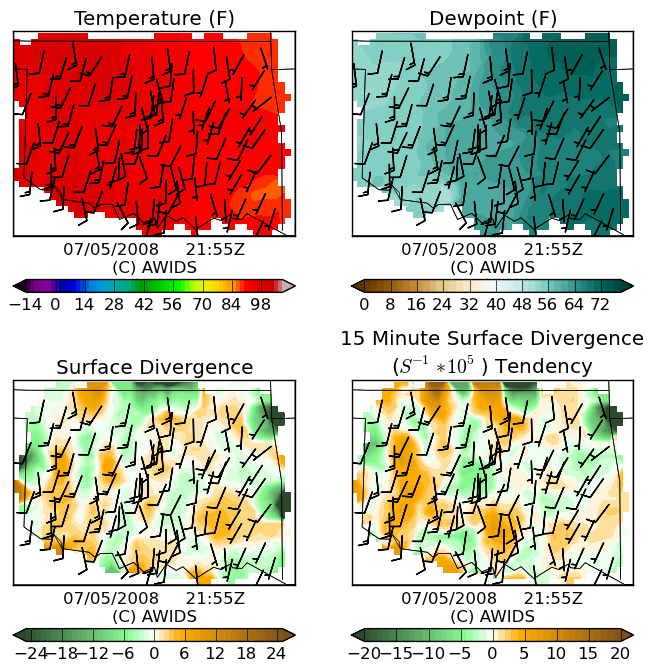 Temperature (F)
Dewpoint (F)
07/05/2008 21:55Z
(C) AWIDS
07/05/2008 21:55Z
(C) AWIDS
−14 0 14 28 42 56 70 84 98
0 8 16 24 32 40 48 56 64 72
Surface Divergence
15 Minute Surface Divergence
(S⁻¹ *10⁵ ) Tendency
07/05/2008 21:55Z
(C) AWIDS
07/05/2008 21:55Z
(C) AWIDS
−24 −18 −12 −6 0 6 12 18 24
−20 −15 −10 −5 0 5 10 15 20